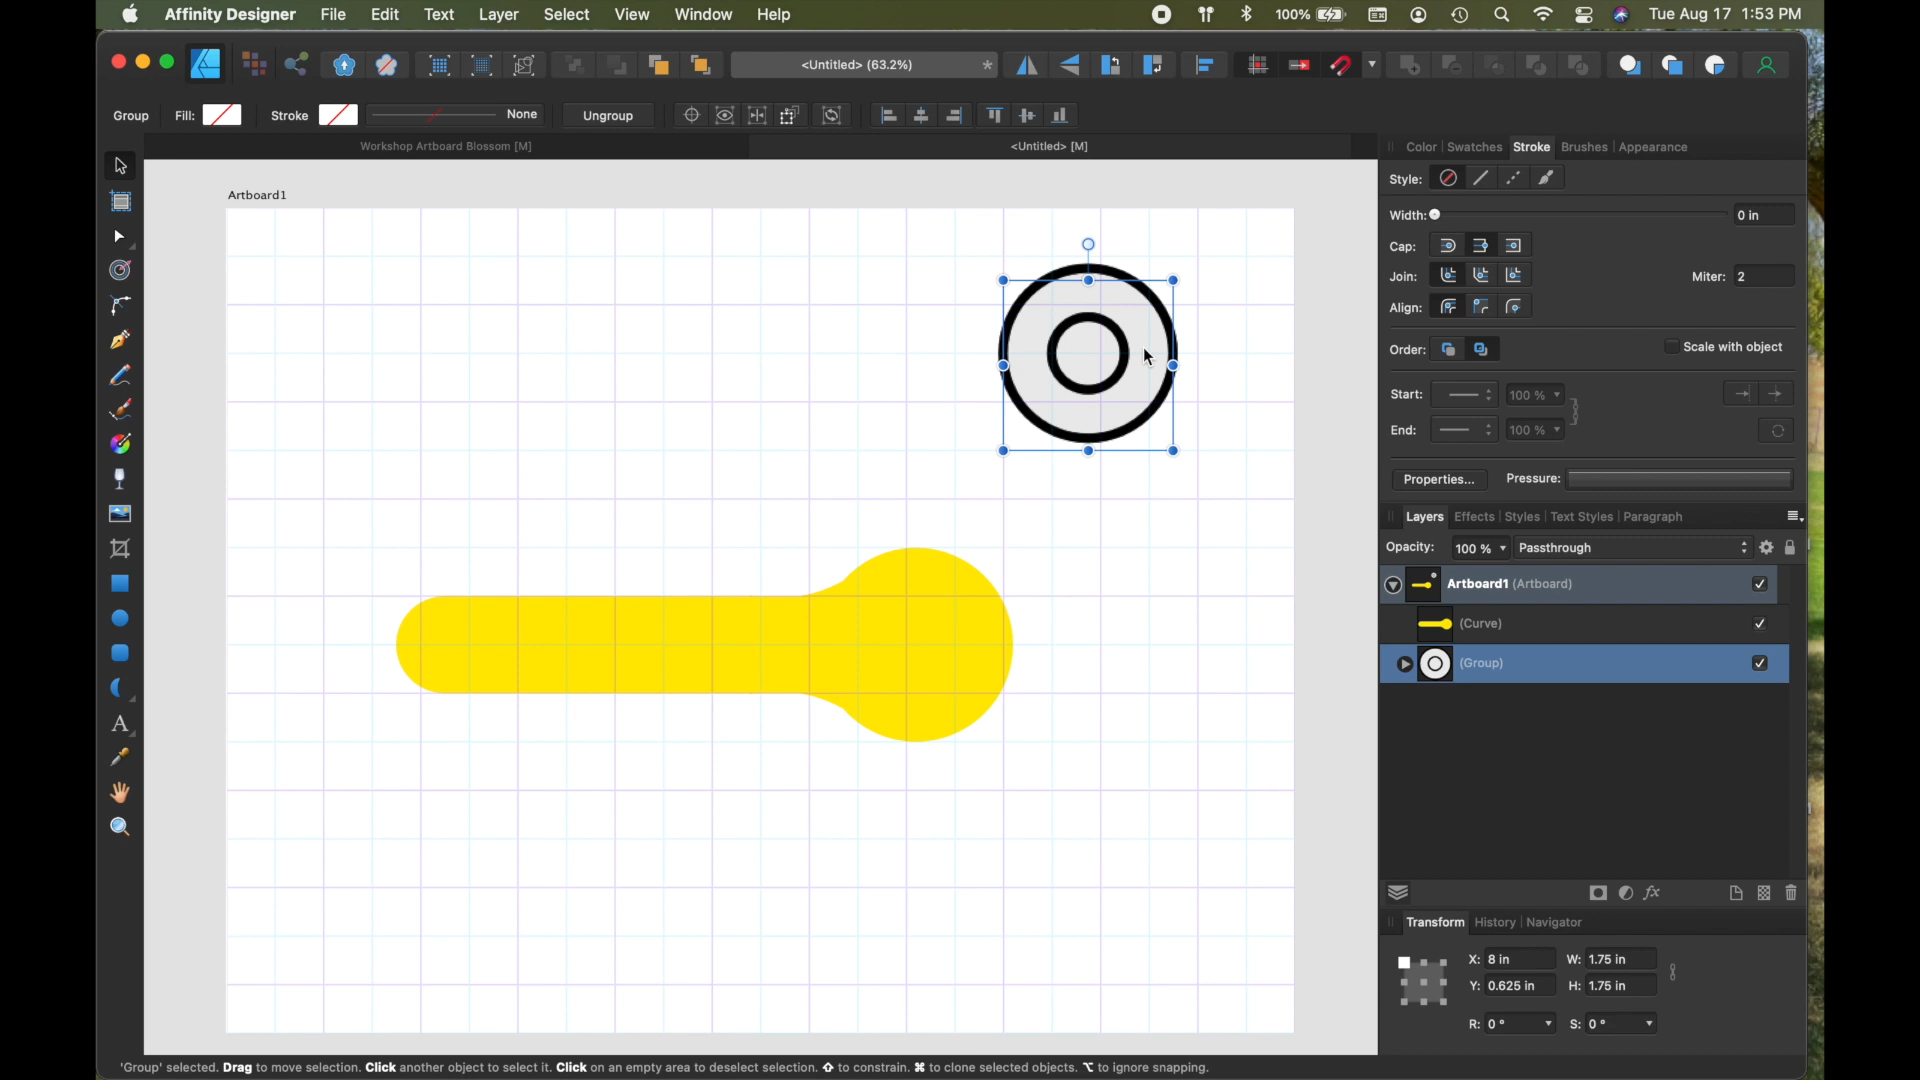 Affinity Designer File Edit Text Layer Select View Window Help 100% Tue Aug 17 1:53 PM
<Untitled> (63.2%) *
Group Fill: Stroke None Ungroup
Workshop Artboard Blossom [M] <Untitled> [M]
Artboard1
Color Swatches Stroke Brushes Appearance
Style:
Width: 0 in
Cap:
Join: Miter: 2
Align:
Order: Scale with object
Start: 100 %
End: 100 %
Properties... Pressure:
Layers Effects Styles Text Styles Paragraph
Opacity: 100 % Passthrough
Artboard1 (Artboard)
(Curve)
(Group)
fx
Transform History Navigator
X: 8 in W: 1.75 in
Y: 0.625 in H: 1.75 in
R: 0 ° S: 0 °
'Group' selected. Drag to move selection. Click another object to select it. Click on an empty area to deselect selection. ⇧ to constrain. ⌘ to clone selected objects. ⌥ to ignore snapping.